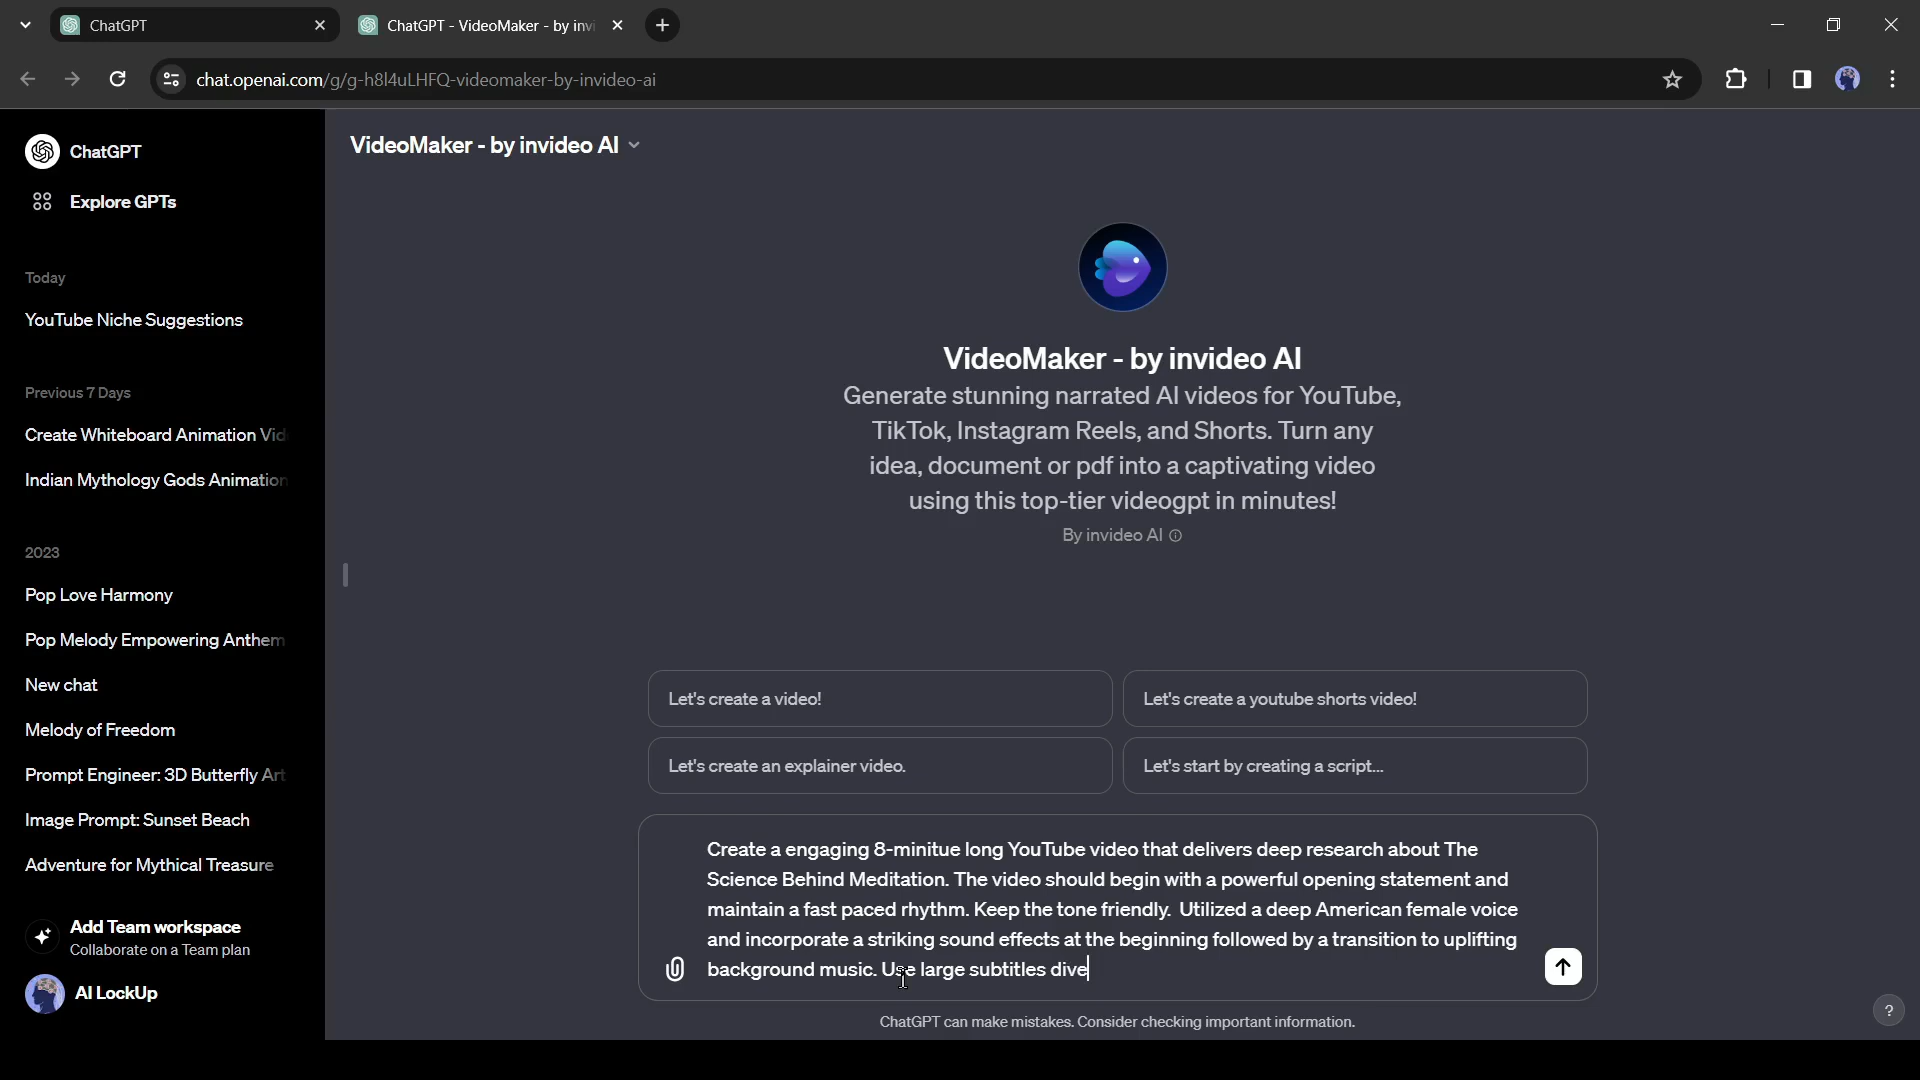 ChatGPT
ChatGPT - VideoMaker - by inv
chat.openai.com/g/g-h8l4uLHFQ-videomaker-by-invideo-ai
ChatGPT
Explore GPTs
Today
YouTube Niche Suggestions
Previous 7 Days
Create Whiteboard Animation Vid
Indian Mythology Gods Animation
2023
Pop Love Harmony
Pop Melody Empowering Anthem
New chat
Melody of Freedom
Prompt Engineer: 3D Butterfly Art
Image Prompt: Sunset Beach
Adventure for Mythical Treasure
Add Team workspace
Collaborate on a Team plan
AI LockUp
VideoMaker - by invideo AI
VideoMaker - by invideo AI
Generate stunning narrated AI videos for YouTube,
TikTok, Instagram Reels, and Shorts. Turn any
idea, document or pdf into a captivating video
using this top-tier videogpt in minutes!
By invideo AI
Let's create a video!
Let's create a youtube shorts video!
Let's create an explainer video.
Let's start by creating a script...
Create a engaging 8-minitue long YouTube video that delivers deep research about The
Science Behind Meditation. The video should begin with a powerful opening statement and
maintain a fast paced rhythm. Keep the tone friendly. Utilized a deep American female voice
and incorporate a striking sound effects at the beginning followed by a transition to uplifting
background music. Use large subtitles dive
ChatGPT can make mistakes. Consider checking important information.
?